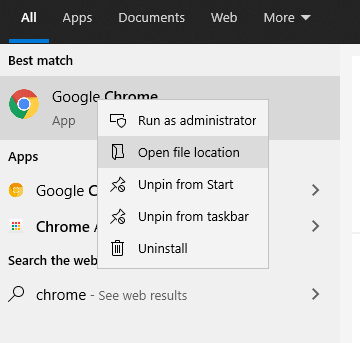 All Apps Documents Web More
Best match
Google Chrome
App
Run as administrator
Open file location
Apps
Unpin from Start
Google C
Unpin from taskbar
Chrome A
Uninstall
Search the web
chrome - See web results